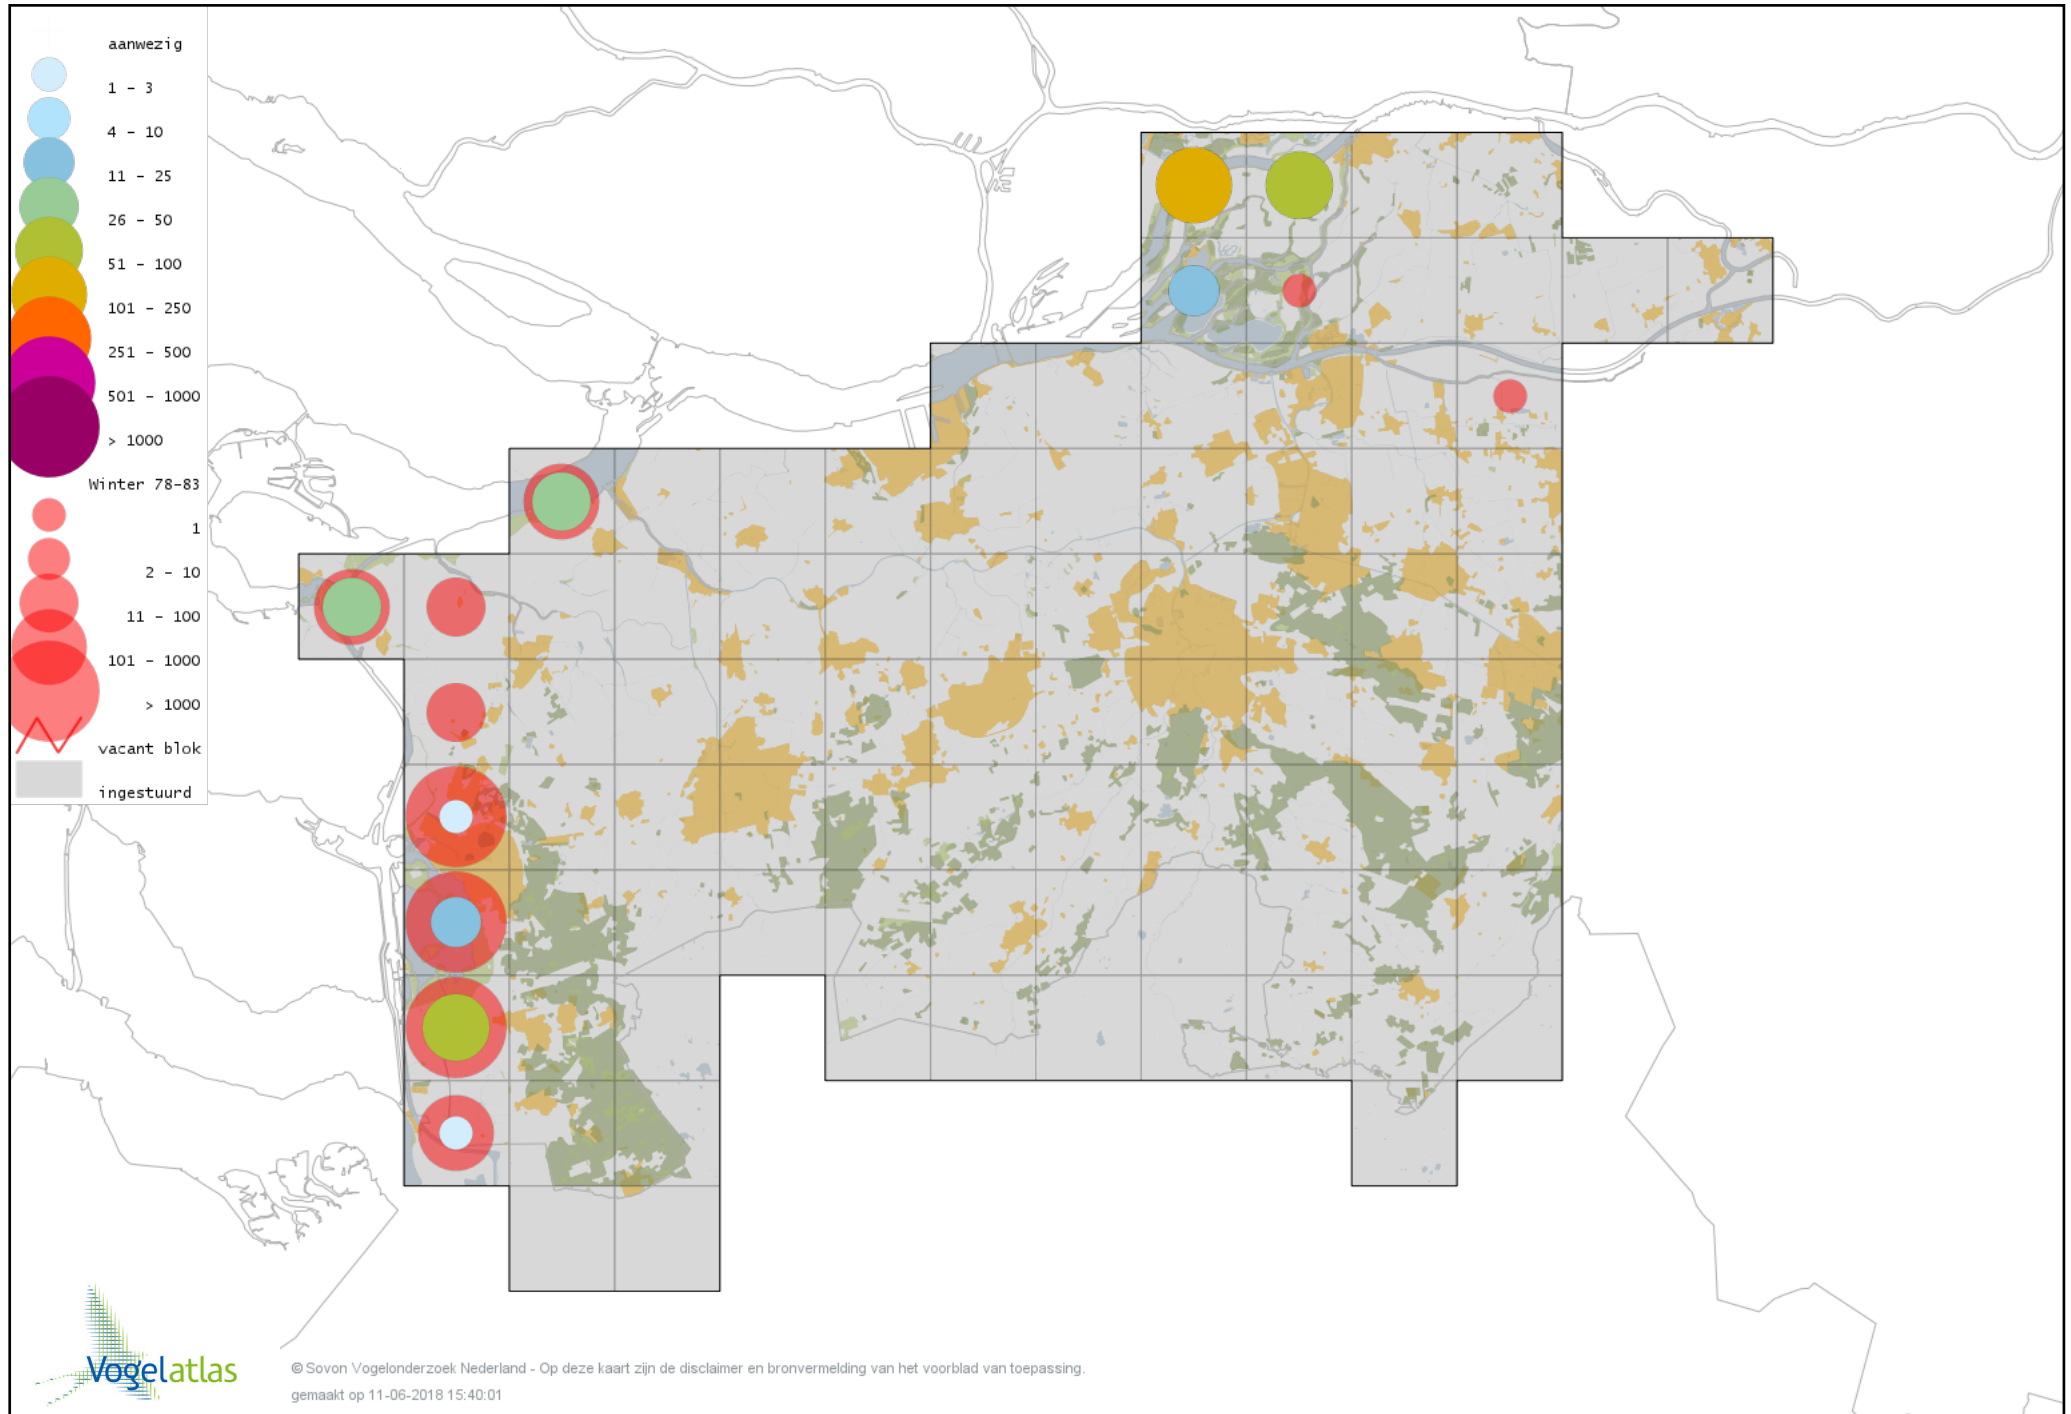 aanwezig
1 - 3
4 - 10
11 - 25
26 - 50
51 - 100
101 - 250
251 - 500
501 - 1000
> 1000
Winter 78-83
1
2 - 10
11 - 100
101 - 1000
> 1000
vacant blok
ingestuurd
Vogelatlas
© Sovon Vogelonderzoek Nederland - Op deze kaart zijn de disclaimer en bronvermelding van het voorblad van toepassing.
gemaakt op 11-06-2018 15:40:01